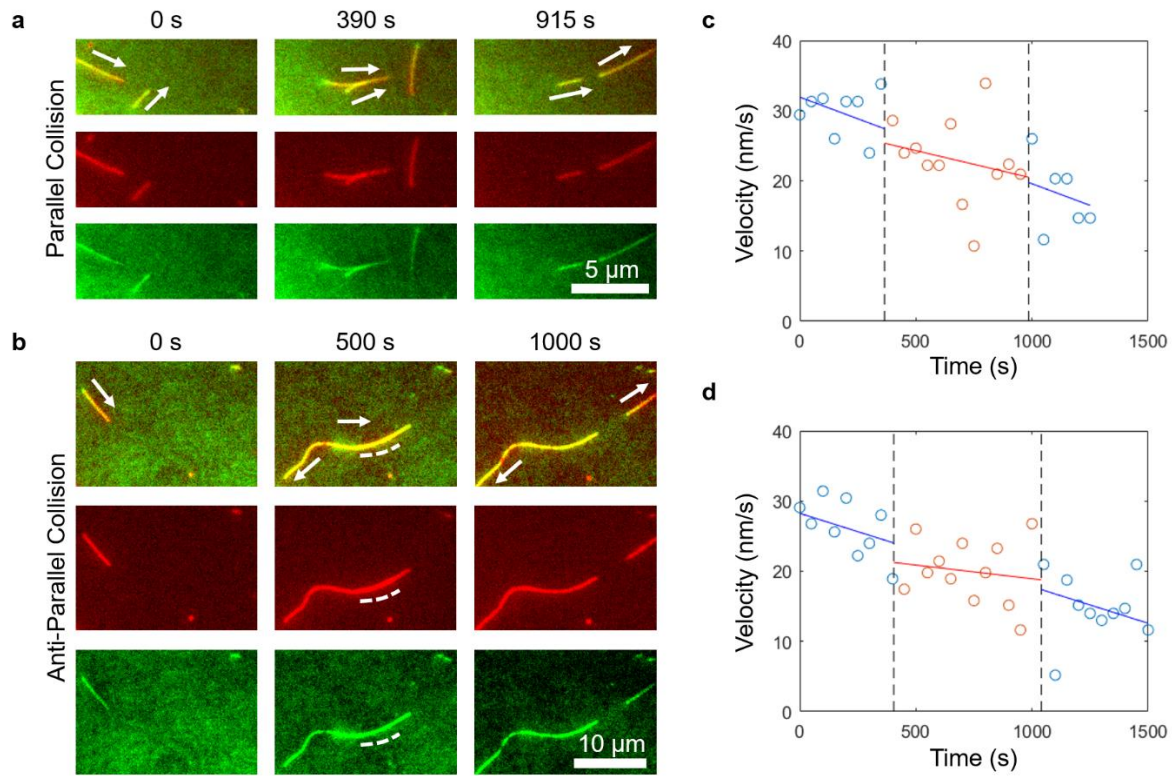 a
0 s 390 s 915 s
Parallel Collision
5 µm
b
0 s 500 s 1000 s
Anti-Parallel Collision
10 µm
c
40
30
20
10
0
0 500 1000 1500
Velocity (nm/s)
Time (s)
d
40
30
20
10
0
0 500 1000 1500
Velocity (nm/s)
Time (s)